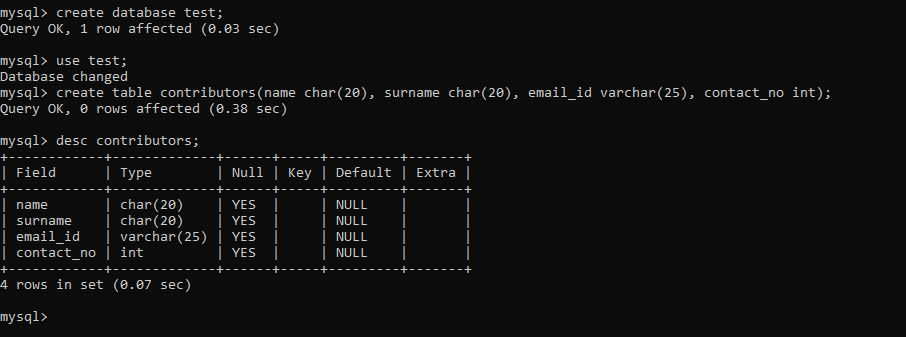 mysql> create database test;
Query OK, 1 row affected (0.03 sec)
mysql> use test;
Database changed
mysql> create table contributors(name char(20), surname char(20), email_id varchar(25), contact_no int);
Query OK, 0 rows affected (0.38 sec)
mysql> desc contributors;
+------------+-------------+------+-----+---------+-------+
| Field      | Type        | Null | Key | Default | Extra |
+------------+-------------+------+-----+---------+-------+
| name       | char(20)    | YES  |     | NULL    |       |
| surname    | char(20)    | YES  |     | NULL    |       |
| email_id   | varchar(25) | YES  |     | NULL    |       |
| contact_no | int         | YES  |     | NULL    |       |
+------------+-------------+------+-----+---------+-------+
4 rows in set (0.07 sec)
mysql>